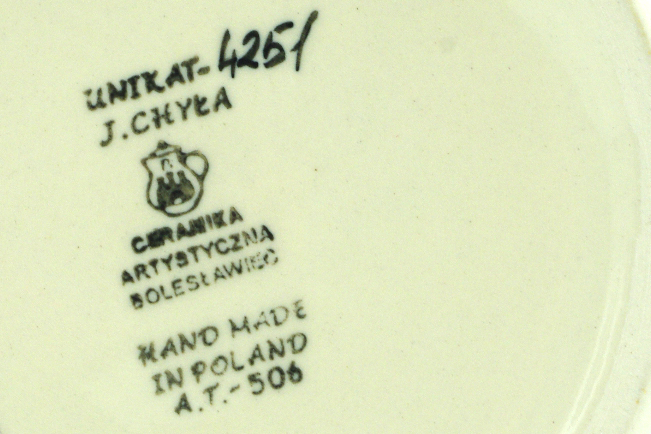 UNIKAT-4251
J.CHYŁA
CERAMIKA
ARTYSTYCZNA
BOLESŁAWIEC
HAND MADE
IN POLAND
A.T.-506